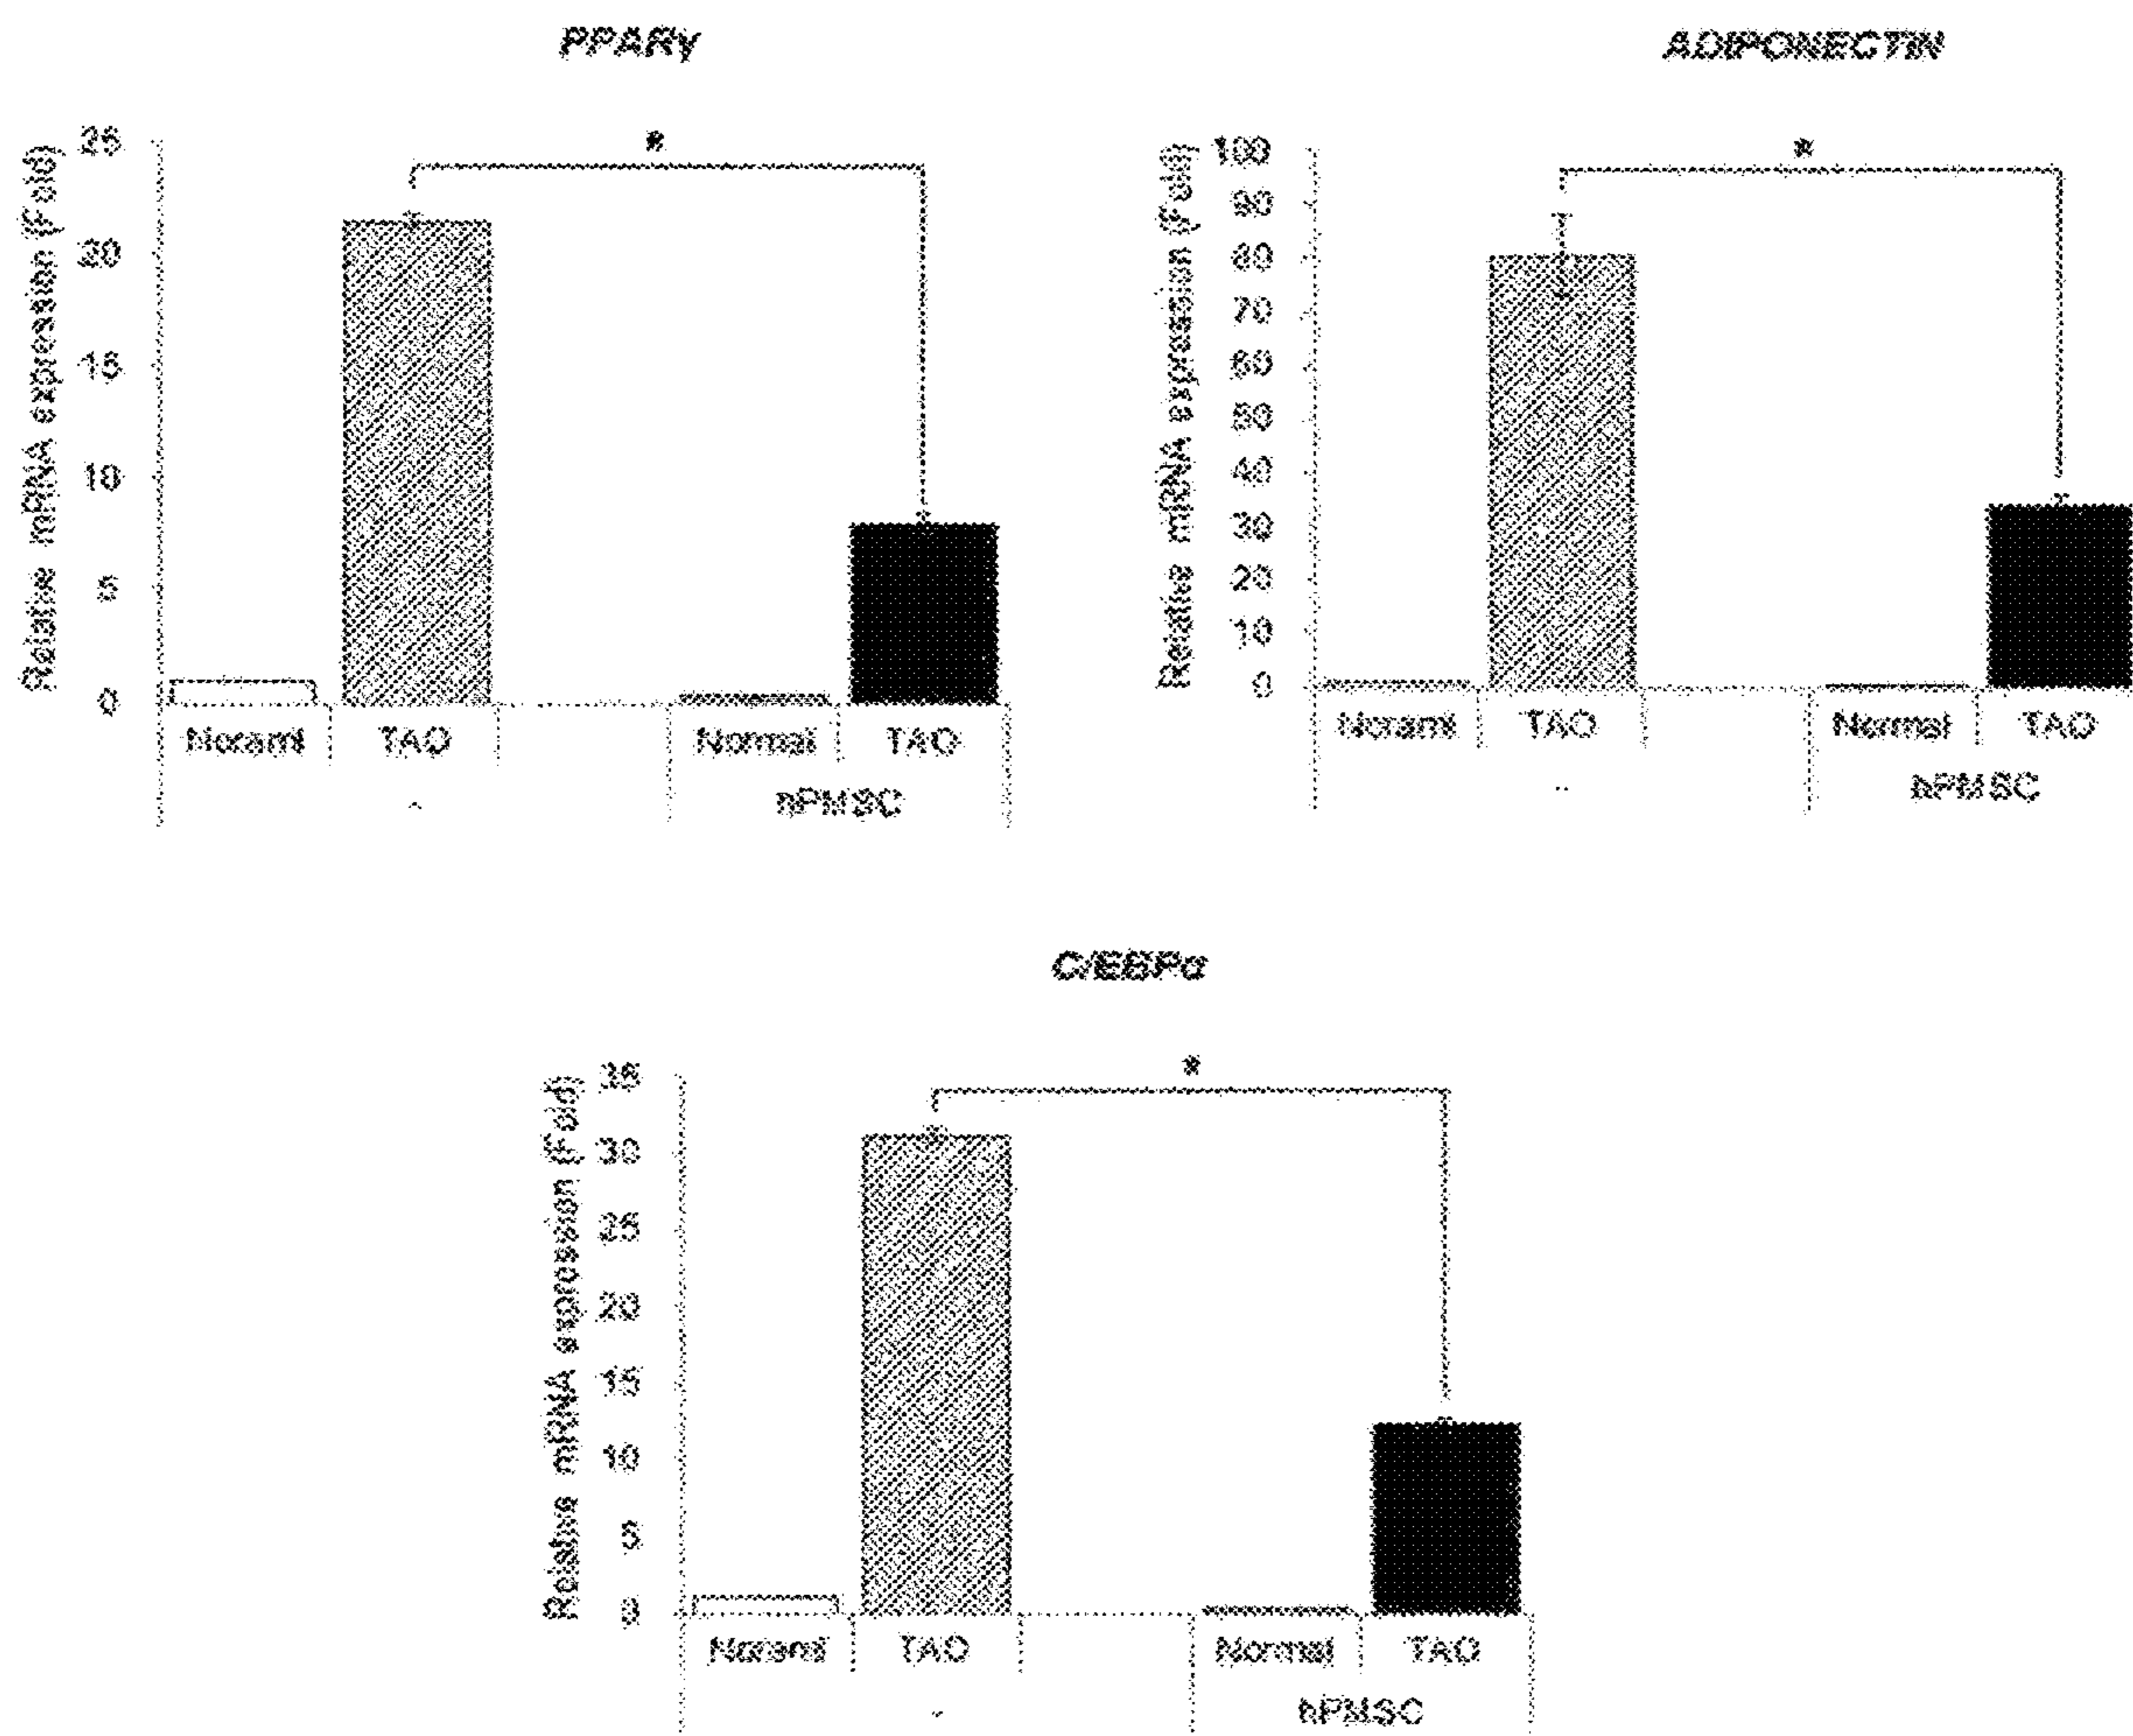 PPARγ
*
Relative mRNA expression (Fold)
25
20
15
10
5
0
Noraml TAO Normal TAO
- hPMSC
ADIPONECTIN
*
Relative mRNA expression (Fold)
100
90
80
70
60
50
40
30
20
10
0
Noraml TAO Normal TAO
- hPMSC
C/EBPα
*
Relative mRNA expression (Fold)
35
30
25
20
15
10
5
0
Noraml TAO Normal TAO
- hPMSC